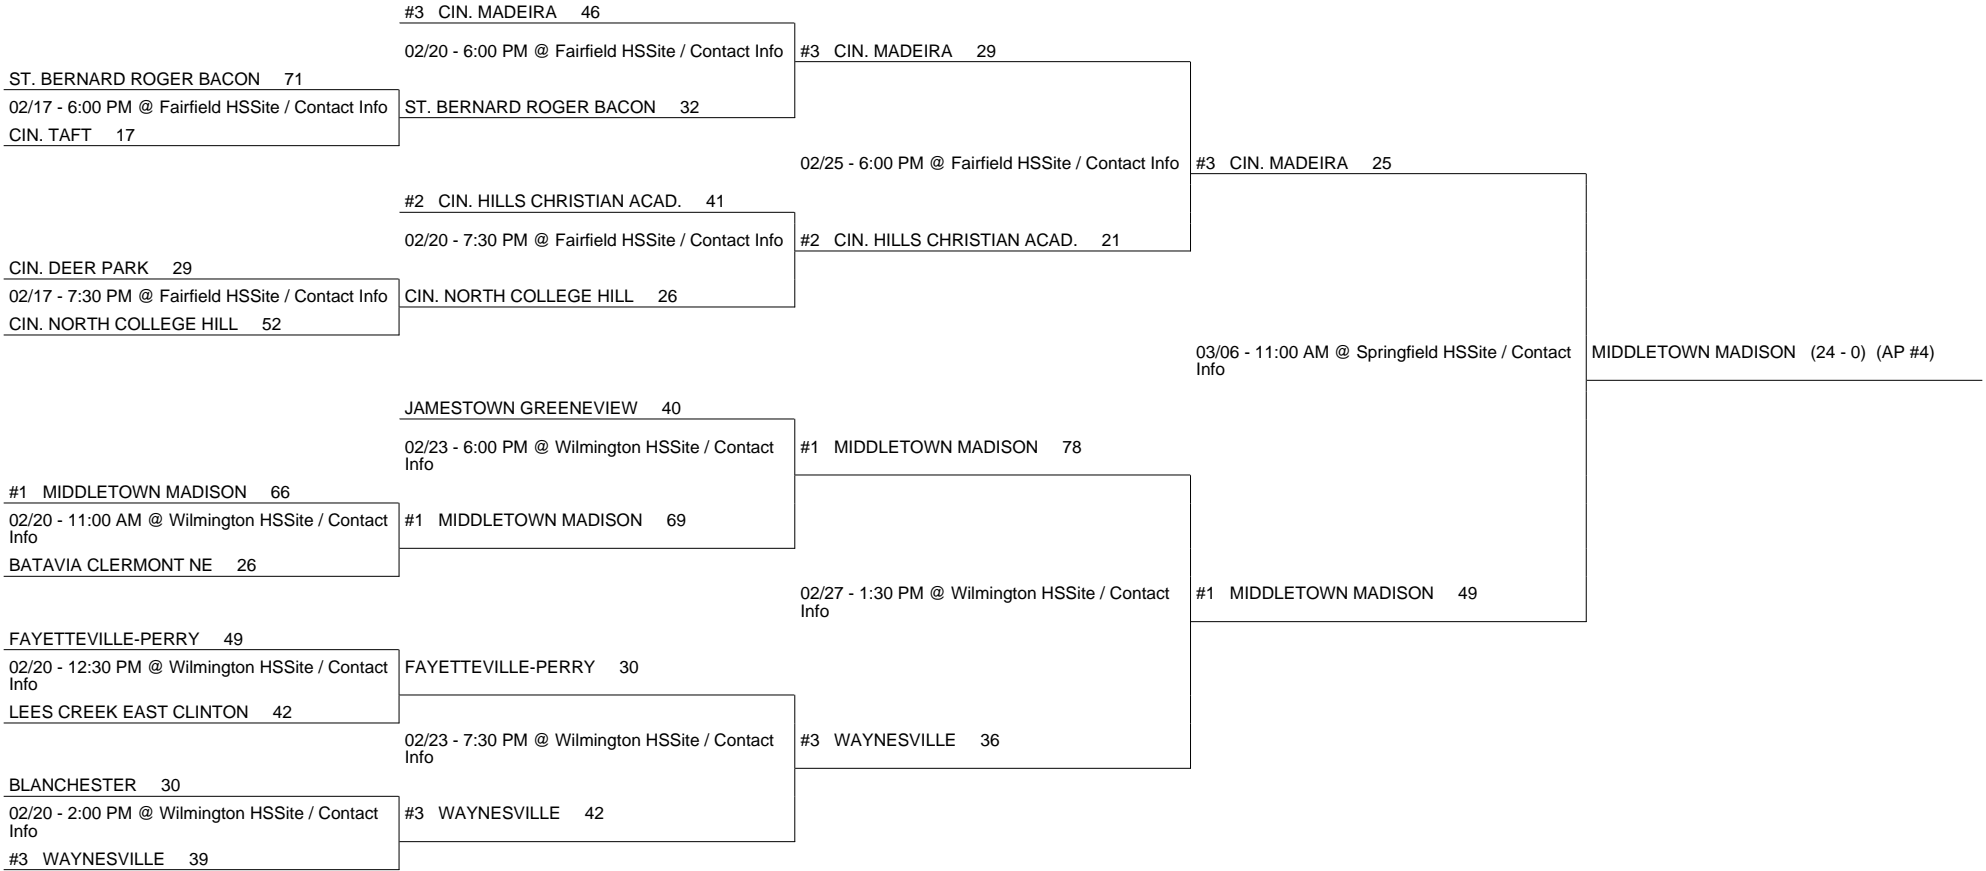 #3 CIN. MADEIRA 46
02/20 - 6:00 PM @ Fairfield HSSite / Contact Info
#3 CIN. MADEIRA 29
ST. BERNARD ROGER BACON 71
02/17 - 6:00 PM @ Fairfield HSSite / Contact Info
ST. BERNARD ROGER BACON 32
CIN. TAFT 17
02/25 - 6:00 PM @ Fairfield HSSite / Contact Info
#3 CIN. MADEIRA 25
#2 CIN. HILLS CHRISTIAN ACAD. 41
02/20 - 7:30 PM @ Fairfield HSSite / Contact Info
#2 CIN. HILLS CHRISTIAN ACAD. 21
CIN. DEER PARK 29
02/17 - 7:30 PM @ Fairfield HSSite / Contact Info
CIN. NORTH COLLEGE HILL 26
CIN. NORTH COLLEGE HILL 52
03/06 - 11:00 AM @ Springfield HSSite / Contact
Info
MIDDLETOWN MADISON (24 - 0) (AP #4)
JAMESTOWN GREENEVIEW 40
02/23 - 6:00 PM @ Wilmington HSSite / Contact
Info
#1 MIDDLETOWN MADISON 78
#1 MIDDLETOWN MADISON 66
02/20 - 11:00 AM @ Wilmington HSSite / Contact
Info
#1 MIDDLETOWN MADISON 69
BATAVIA CLERMONT NE 26
02/27 - 1:30 PM @ Wilmington HSSite / Contact
Info
#1 MIDDLETOWN MADISON 49
FAYETTEVILLE-PERRY 49
02/20 - 12:30 PM @ Wilmington HSSite / Contact
Info
FAYETTEVILLE-PERRY 30
LEES CREEK EAST CLINTON 42
02/23 - 7:30 PM @ Wilmington HSSite / Contact
Info
#3 WAYNESVILLE 36
BLANCHESTER 30
02/20 - 2:00 PM @ Wilmington HSSite / Contact
Info
#3 WAYNESVILLE 42
#3 WAYNESVILLE 39